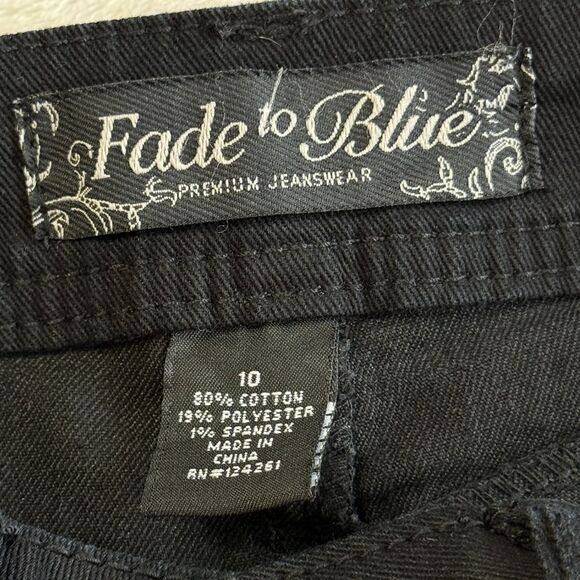 Fade to Blue
PREMIUM JEANSWEAR
10
80% COTTON
19% POLYESTER
1% SPANDEX
MADE IN
CHINA
RN#124261